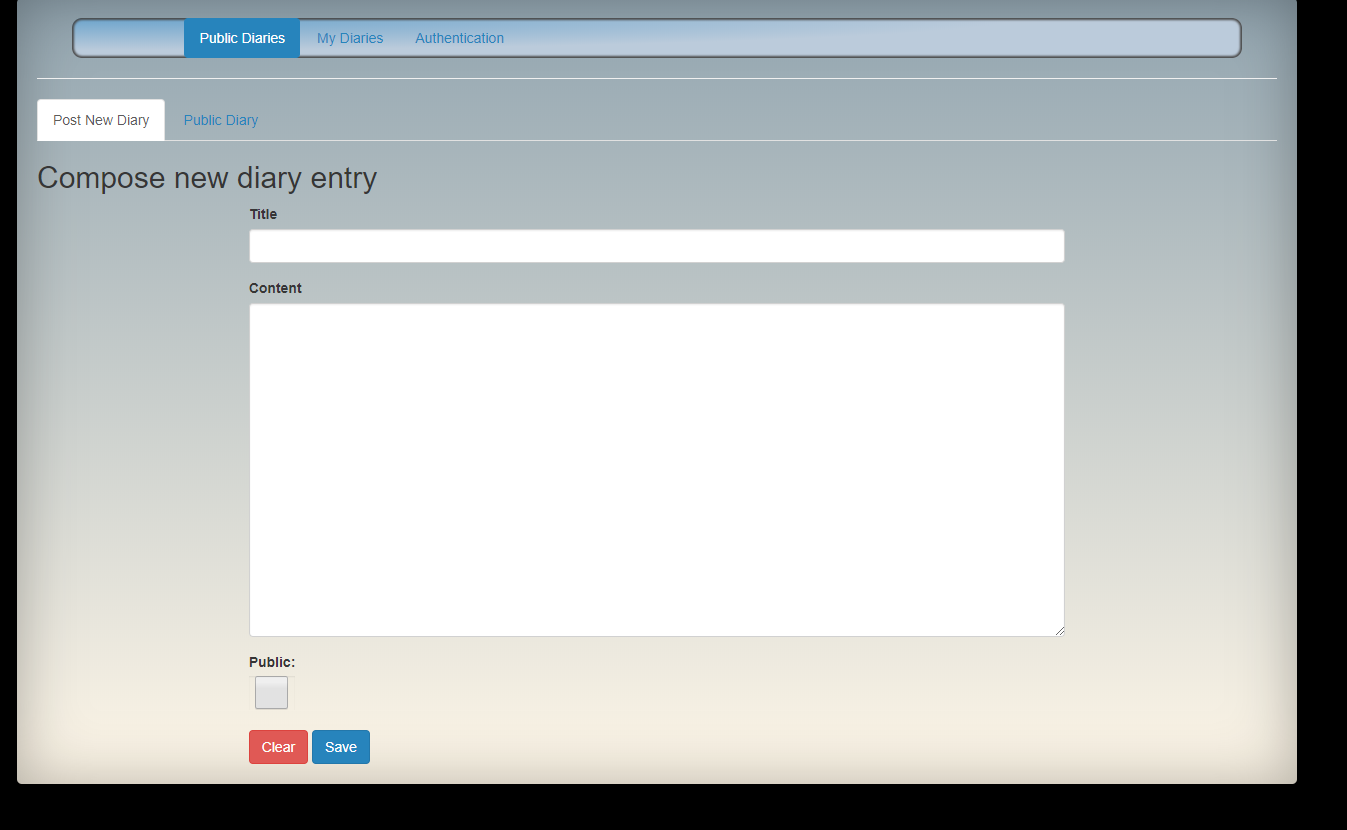 Public Diaries My Diaries Authentication
Post New Diary Public Diary
Compose new diary entry
Title
Content
Public:
Clear Save